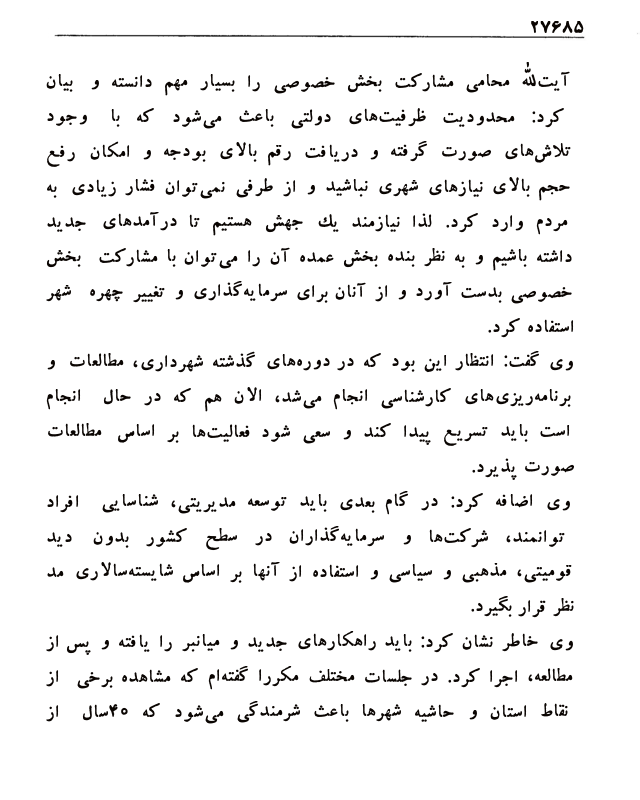 ۲۷۶۸۵
آیت‌الله محامی مشارکت بخش خصوصی را بسیار مهم دانسته و بیان
کرد: محدودیت ظرفیت‌های دولتی باعث می‌شود که با وجود
تلاش‌های صورت گرفته و دریافت رقم بالای بودجه و امکان رفع
حجم بالای نیازهای شهری نباشید و از طرفی نمی‌توان فشار زیادی به
مردم وارد کرد. لذا نیازمند یك جهش هستیم تا درآمدهای جدید
داشته باشیم و به نظر بنده بخش عمده آن را می‌توان با مشارکت بخش
خصوصی بدست آورد و از آنان برای سرمایه‌گذاری و تغییر چهره شهر
استفاده کرد.
وی گفت: انتظار این بود که در دوره‌های گذشته شهرداری، مطالعات و
برنامه‌ریزی‌های کارشناسی انجام می‌شد، الان هم که در حال انجام
است باید تسریع پیدا کند و سعی شود فعالیت‌ها بر اساس مطالعات
صورت پذیرد.
وی اضافه کرد: در گام بعدی باید توسعه مدیریتی، شناسایی افراد
توانمند، شرکت‌ها و سرمایه‌گذاران در سطح کشور بدون دید
قومیتی، مذهبی و سیاسی و استفاده از آنها بر اساس شایسته‌سالاری مد
نظر قرار بگیرد.
وی خاطر نشان کرد: باید راهکارهای جدید و میانبر را یافته و پس از
مطالعه، اجرا کرد. در جلسات مختلف مکررا گفته‌ام که مشاهده برخی از
نقاط استان و حاشیه شهرها باعث شرمندگی می‌شود که ۴۰سال از